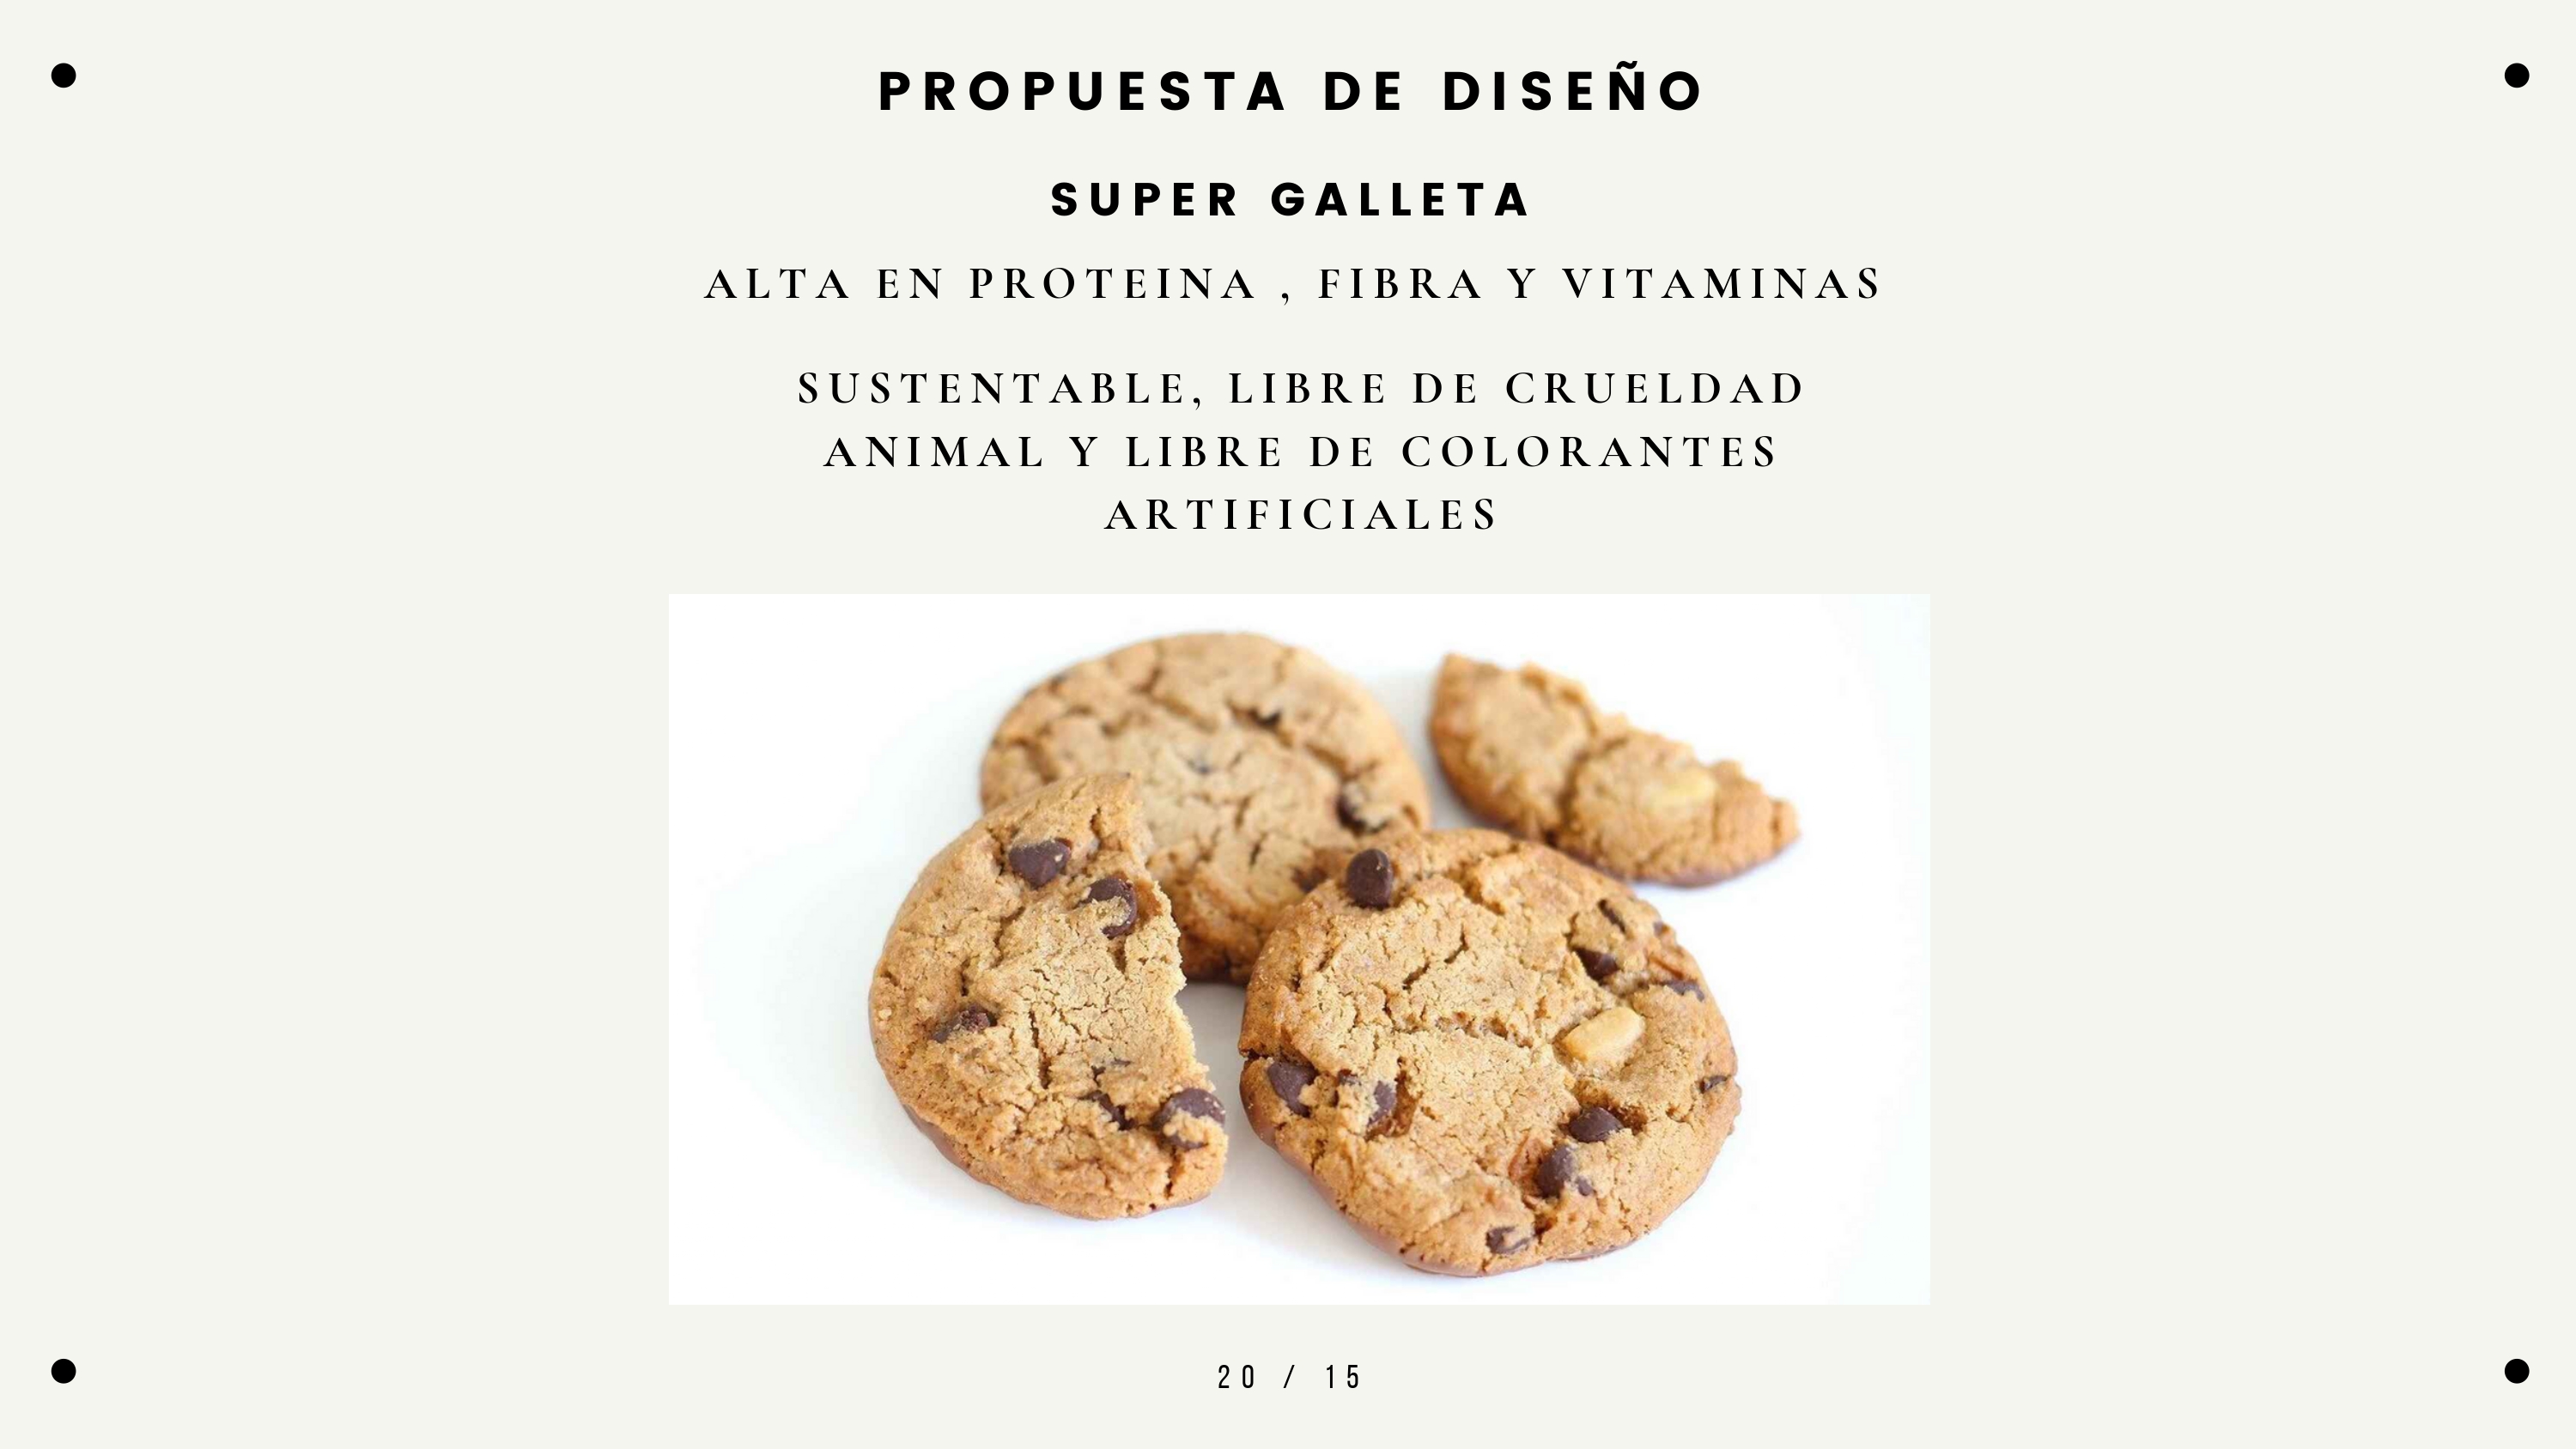 PROPUESTA DE DISEÑO
SUPER GALLETA
ALTA EN PROTEINA , FIBRA Y VITAMINAS
SUSTENTABLE, LIBRE DE CRUELDAD
ANIMAL Y LIBRE DE COLORANTES
ARTIFICIALES
20 / 15